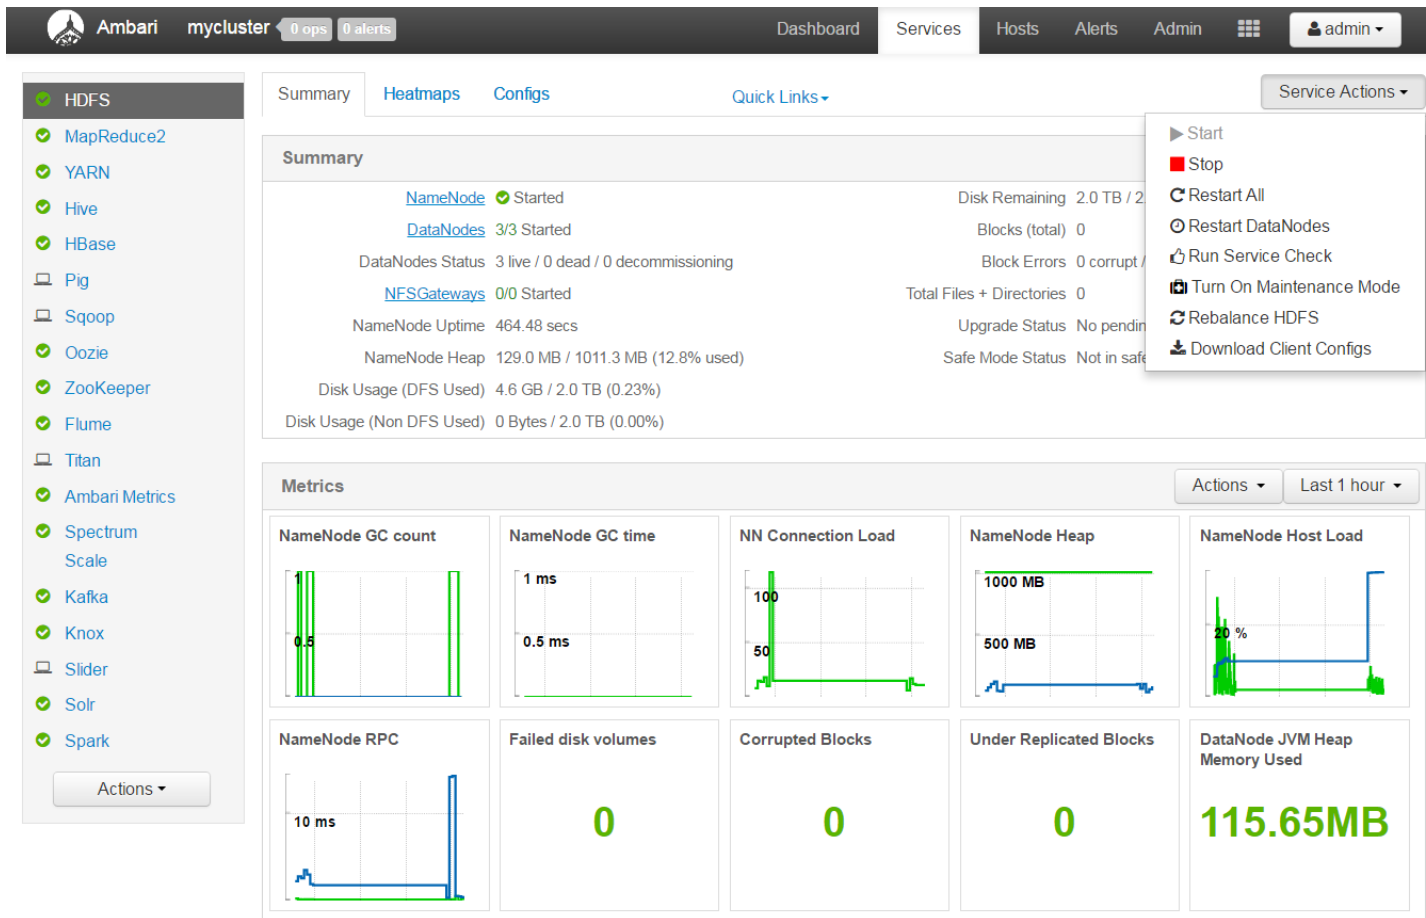 Ambari mycluster 0 ops 0 alerts Dashboard Services Hosts Alerts Admin admin
HDFS
MapReduce2
YARN
Hive
HBase
Pig
Sqoop
Oozie
ZooKeeper
Flume
Titan
Ambari Metrics
Spectrum
Scale
Kafka
Knox
Slider
Solr
Spark
Actions
Summary Heatmaps Configs Quick Links Service Actions
Start
Stop
Restart All
Restart DataNodes
Run Service Check
Turn On Maintenance Mode
Rebalance HDFS
Download Client Configs
Summary
NameNode Started
DataNodes 3/3 Started
DataNodes Status 3 live / 0 dead / 0 decommissioning
NFSGateways 0/0 Started
NameNode Uptime 464.48 secs
NameNode Heap 129.0 MB / 1011.3 MB (12.8% used)
Disk Usage (DFS Used) 4.6 GB / 2.0 TB (0.23%)
Disk Usage (Non DFS Used) 0 Bytes / 2.0 TB (0.00%)
Disk Remaining 2.0 TB / 2
Blocks (total) 0
Block Errors 0 corrupt /
Total Files + Directories 0
Upgrade Status No pendin
Safe Mode Status Not in safe
Metrics Actions Last 1 hour
NameNode GC count
1
0.5
NameNode GC time
1 ms
0.5 ms
NN Connection Load
100
50
NameNode Heap
1000 MB
500 MB
NameNode Host Load
20 %
NameNode RPC
10 ms
Failed disk volumes
0
Corrupted Blocks
0
Under Replicated Blocks
0
DataNode JVM Heap
Memory Used
115.65MB